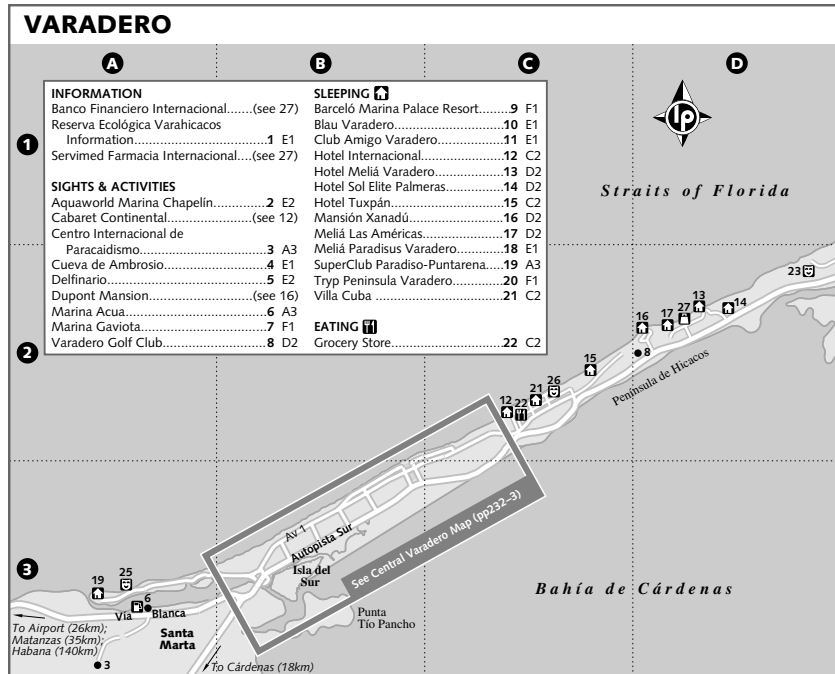 VARADERO
A
B
C
D
1
2
3
INFORMATION
Banco Financiero Internacional.......(see 27)
Reserva Ecológica Varahicacos
Information...............................1 E1
Servimed Farmacia Internacional....(see 27)
SIGHTS & ACTIVITIES
Aquaworld Marina Chapelín...............2 E2
Cabaret Continental.......................(see 12)
Centro Internacional de
Paracaidismo..............................3 A3
Cueva de Ambrosio.........................4 E1
Delfinario.......................................5 E2
Dupont Mansion............................(see 16)
Marina Acua....................................6 A3
Marina Gaviota................................7 F1
Varadero Golf Club..........................8 D2
SLEEPING
Barceló Marina Palace Resort........9 F1
Blau Varadero.............................10 E1
Club Amigo Varadero..................11 E1
Hotel Internacional.....................12 C2
Hotel Meliá Varadero..................13 D2
Hotel Sol Elite Palmeras..............14 D2
Hotel Tuxpán..............................15 C2
Mansión Xanadú.........................16 D2
Meliá Las Américas.....................17 D2
Meliá Paradisus Varadero............18 E1
SuperClub Paradiso-Puntarena.....19 A3
Tryp Peninsula Varadero..............20 F1
Villa Cuba..................................21 C2
EATING
Grocery Store.............................22 C2
lp
Straits of Florida
23
13
14
27
17
16
8
15
Península de Hicacos
26
21
22
12
See Central Varadero Map (pp232–3)
Av 1
Autopista Sur
Isla del
Sur
Bahía de Cárdenas
25
19
6
Vía Blanca
Punta
Tío Pancho
To Airport (26km);
Matanzas (35km);
Habana (140km)
Santa
Marta
3
To Cárdenas (18km)